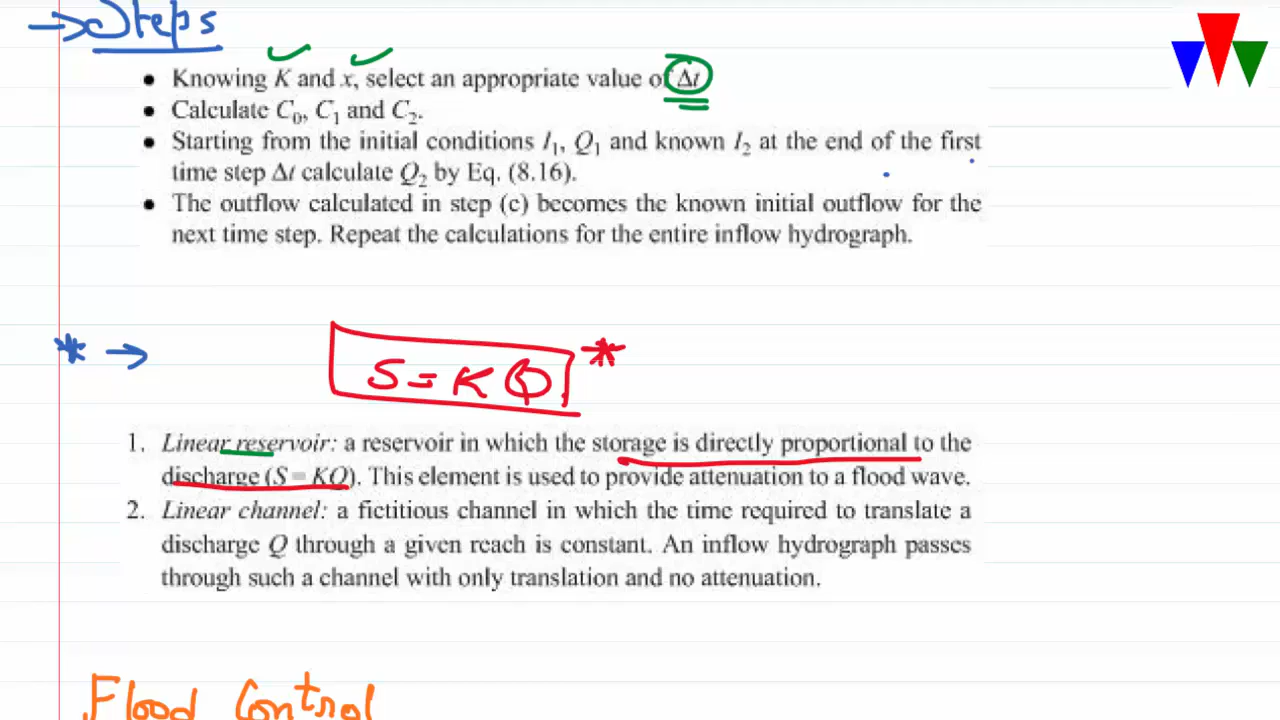 → Steps
• Knowing K and x, select an appropriate value of Δt
• Calculate C₀, C₁ and C₂.
• Starting from the initial conditions I₁, Q₁ and known I₂ at the end of the first
time step Δt calculate Q₂ by Eq. (8.16).
• The outflow calculated in step (c) becomes the known initial outflow for the
next time step. Repeat the calculations for the entire inflow hydrograph.
* →
S = K Q *
1. Linear reservoir: a reservoir in which the storage is directly proportional to the
discharge (S = KQ). This element is used to provide attenuation to a flood wave.
2. Linear channel: a fictitious channel in which the time required to translate a
discharge Q through a given reach is constant. An inflow hydrograph passes
through such a channel with only translation and no attenuation.
Flood Control